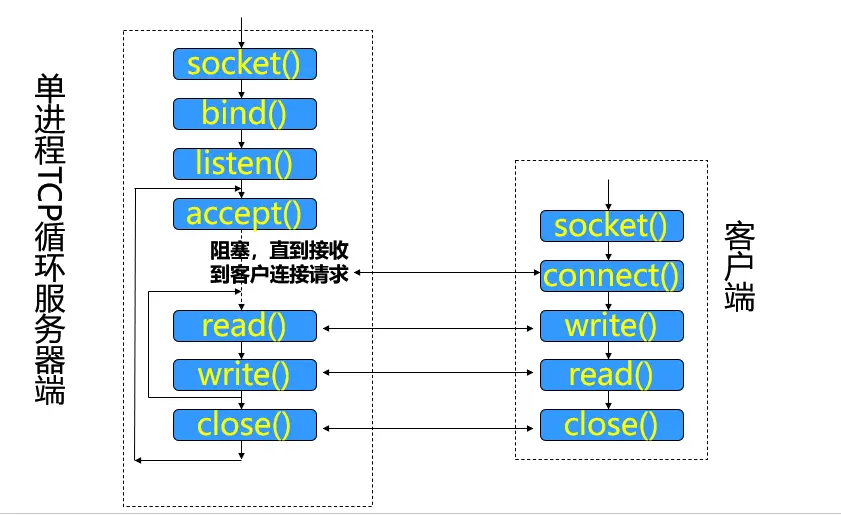 单进程TCP循环服务器端
socket()
bind()
listen()
accept()
阻塞，直到接收
到客户连接请求
read()
write()
close()
socket()
connect()
write()
read()
close()
客户端